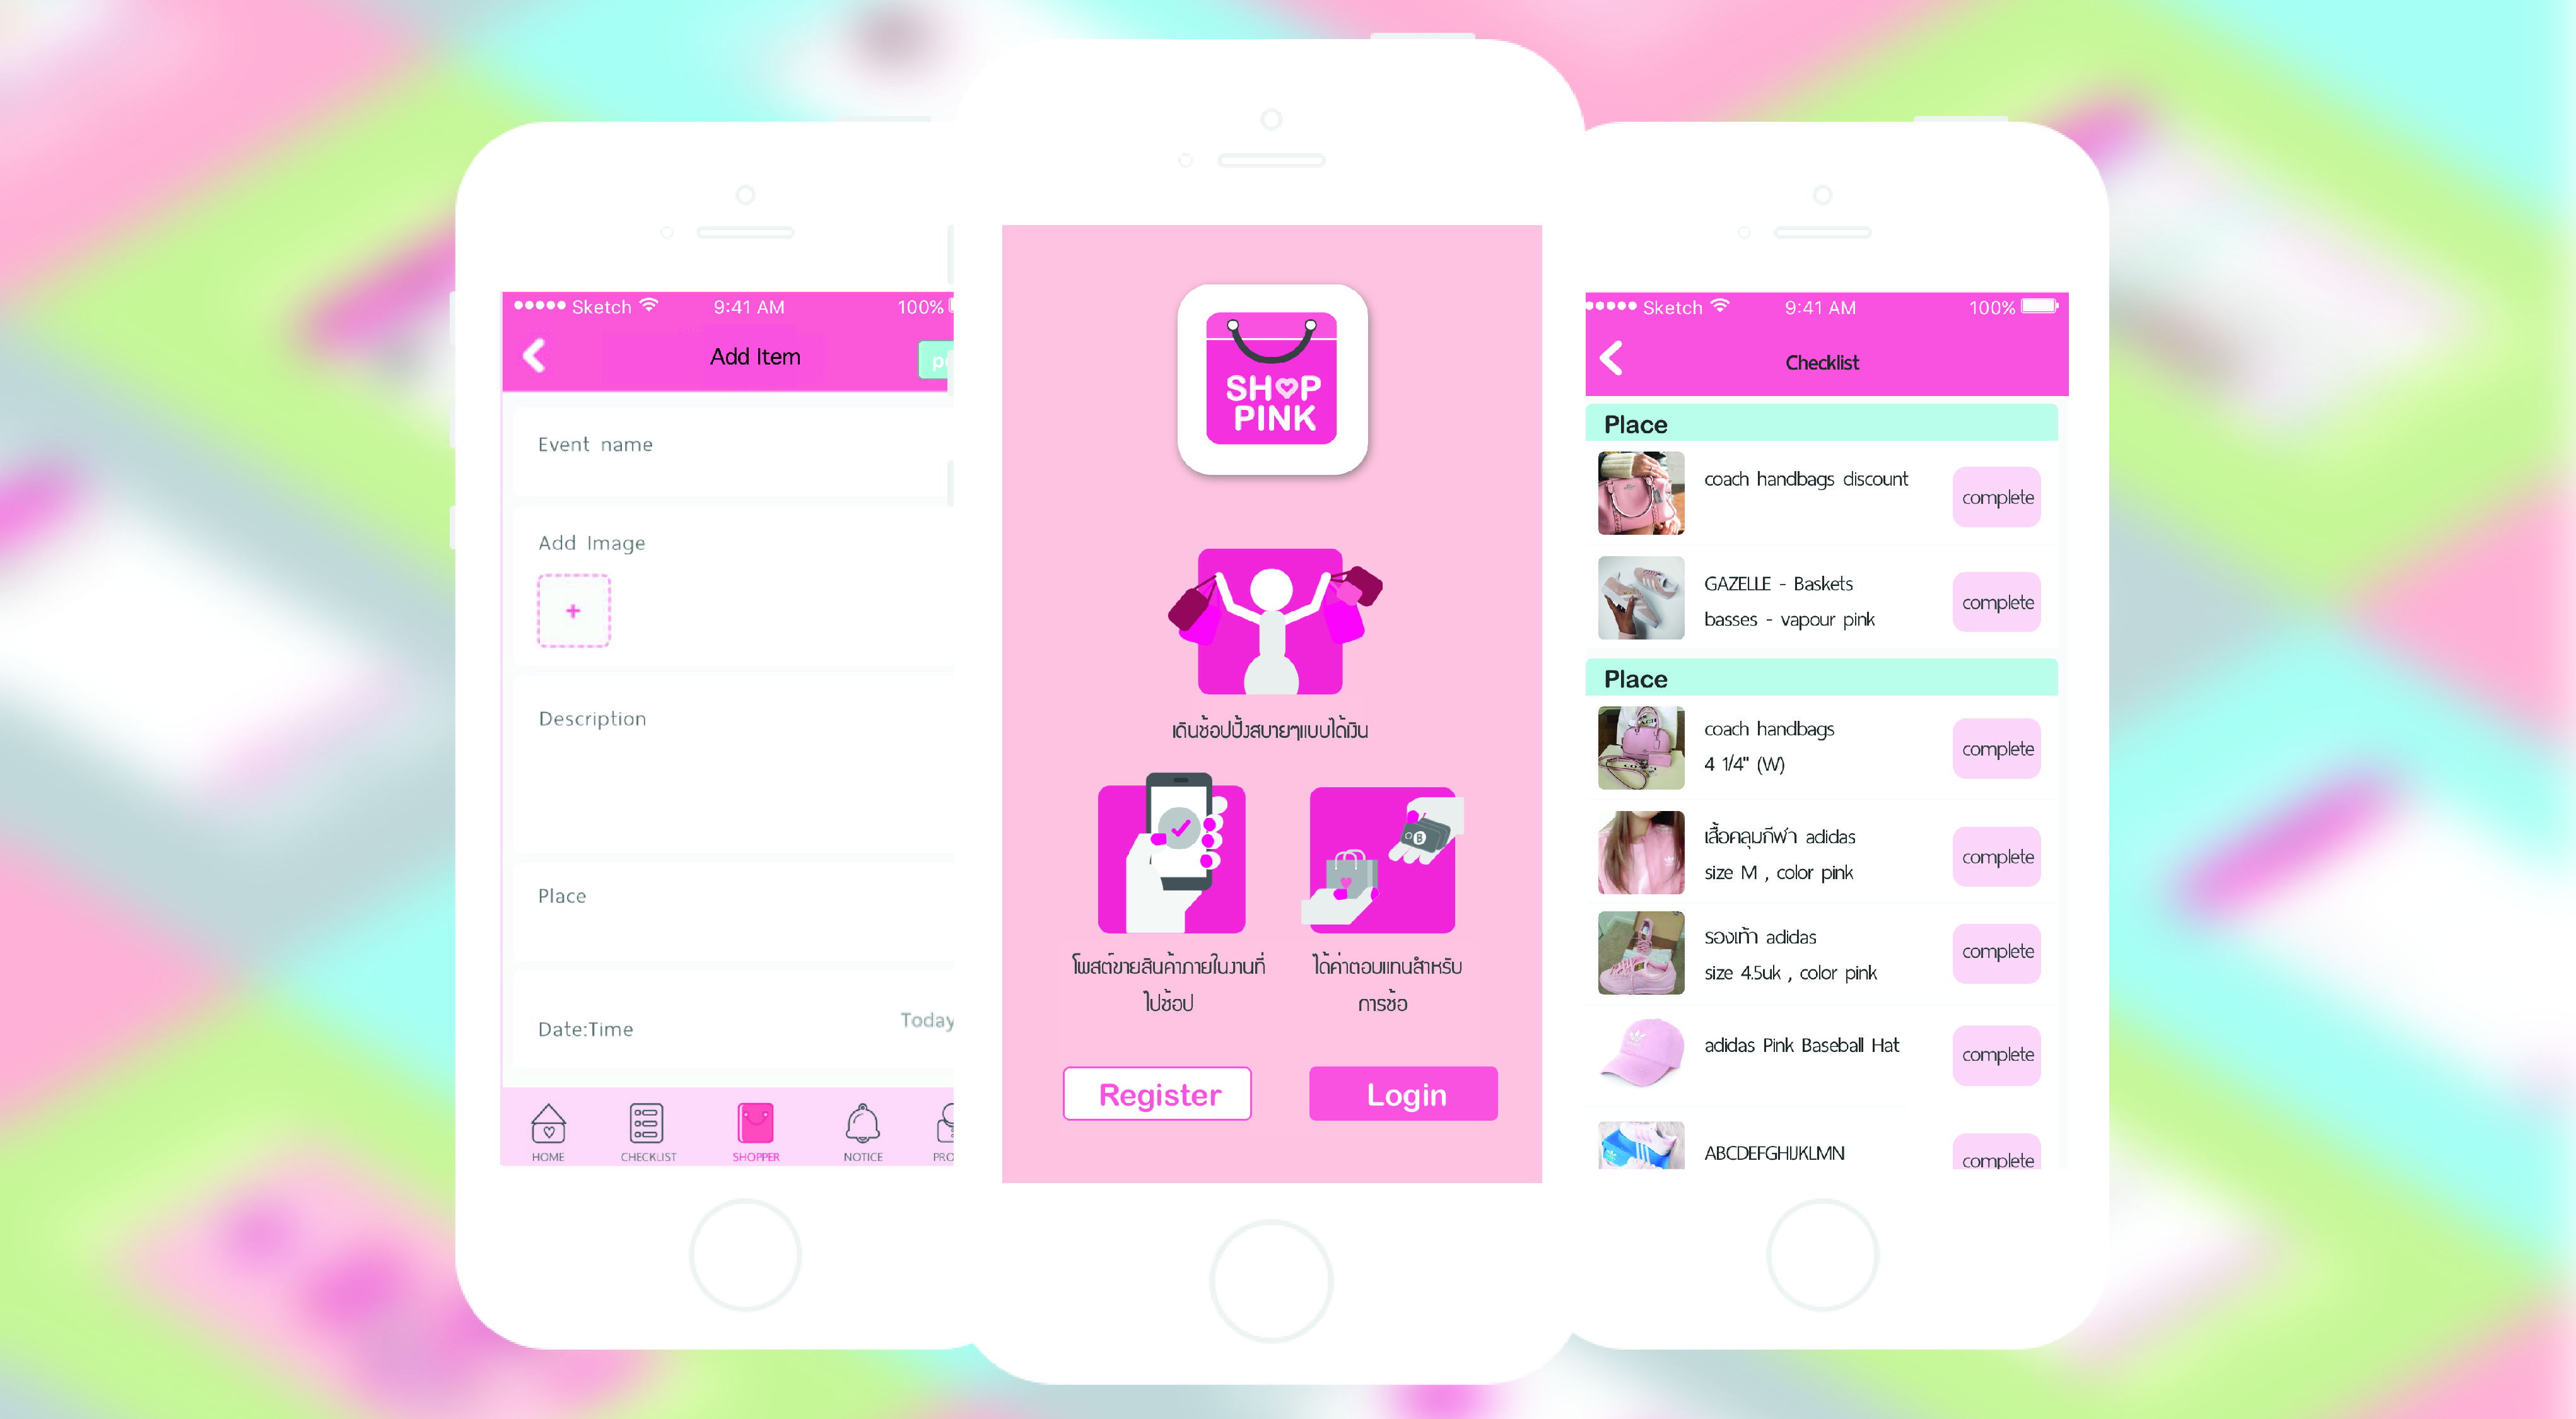 Sketch 9:41 AM 100%
Add Item
Event name
Add Image
+
Description
Place
Date:Time Today
HOME CHECKLIST SHOPPER NOTICE
SHOP
PINK
เดินช้อปปิ้งสบายๆแบบได้เงิน
โพสต์ขายสินค้าภายในงานที่
ไปช้อป
ได้ค่าตอบแทนสำหรับ
การซื้อ
Register
Login
Sketch 9:41 AM 100%
Checklist
Place
coach handbags discount
complete
GAZELLE - Baskets
basses - vapour pink
complete
Place
coach handbags
4 1/4" (W)
complete
เสื้อคลุมกีฬา adidas
size M , color pink
complete
รองเท้า adidas
size 4.5uk , color pink
complete
adidas Pink Baseball Hat
complete
ABCDEFGHIJKLMN
complete